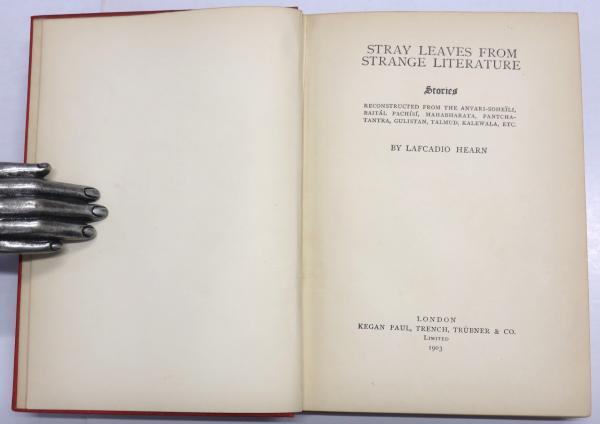 STRAY LEAVES FROM
STRANGE LITERATURE
Stories
RECONSTRUCTED FROM THE ANVARI-SOHEÏLI,
BAITÁL PACHÍSÍ, MAHABHARATA, PANTCHA-
TANTRA, GULISTAN, TALMUD, KALEWALA, ETC.
BY LAFCADIO HEARN
LONDON
KEGAN PAUL, TRENCH, TRÜBNER & CO.
LIMITED
1903